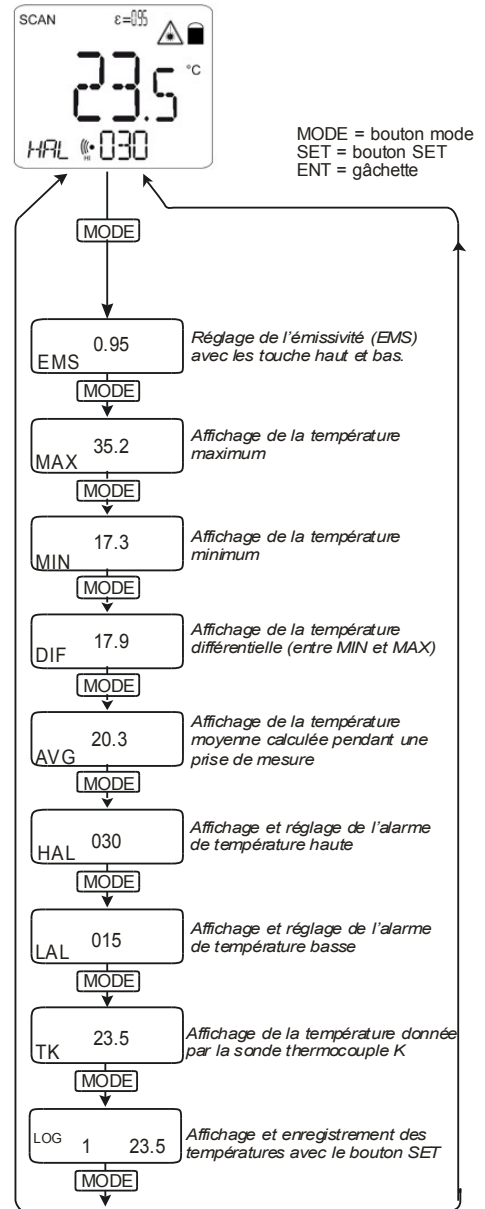 SCAN ε=0.95
23.5 °C
HAL HI 030
MODE = bouton mode
SET = bouton SET
ENT = gâchette
MODE
EMS 0.95
Réglage de l'émissivité (EMS)
avec les touche haut et bas.
MODE
MAX 35.2
Affichage de la température
maximum
MODE
MIN 17.3
Affichage de la température
minimum
MODE
DIF 17.9
Affichage de la température
différentielle (entre MIN et MAX)
MODE
AVG 20.3
Affichage de la température
moyenne calculée pendant une
prise de mesure
MODE
HAL 030
Affichage et réglage de l'alarme
de température haute
MODE
LAL 015
Affichage et réglage de l'alarme
de température basse
MODE
TK 23.5
Affichage de la température donnée
par la sonde thermocouple K
MODE
LOG 1 23.5
Affichage et enregistrement des
températures avec le bouton SET
MODE